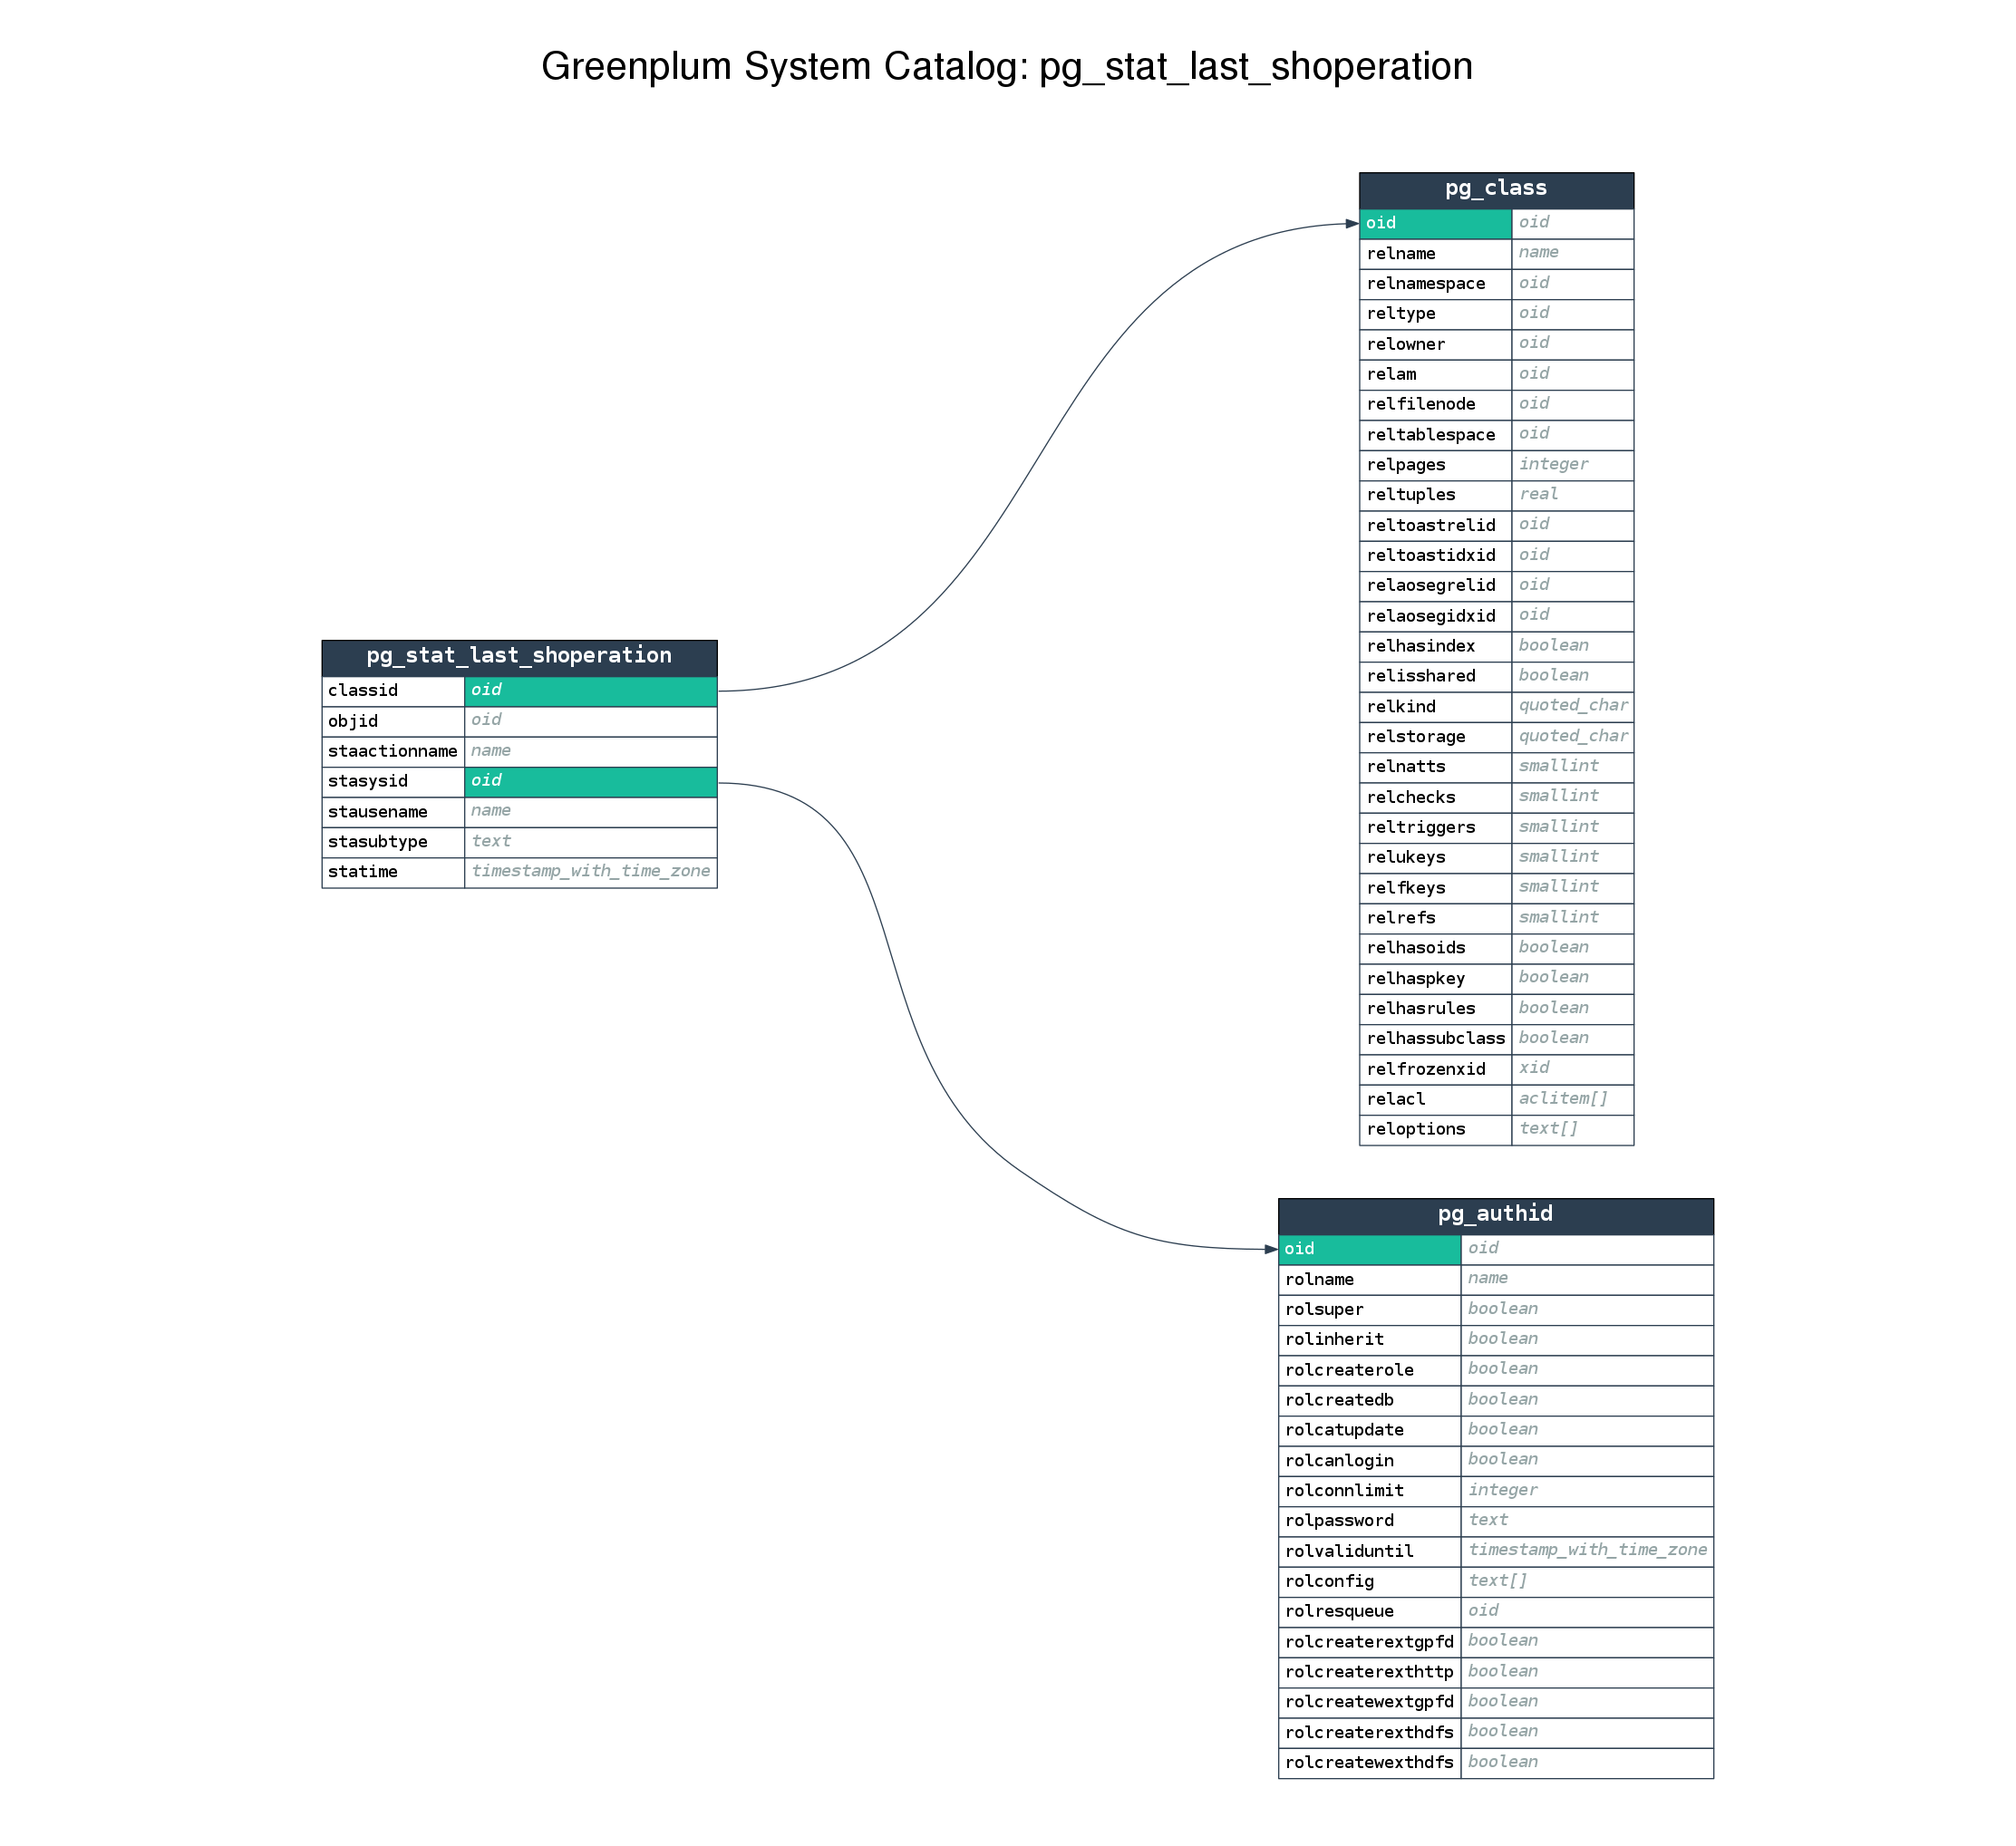 Greenplum System Catalog: pg_stat_last_shoperation
pg_class
oid oid
relname name
relnamespace oid
reltype oid
relowner oid
relam oid
relfilenode oid
reltablespace oid
relpages integer
reltuples real
reltoastrelid oid
reltoastidxid oid
relaosegrelid oid
relaosegidxid oid
relhasindex boolean
relisshared boolean
relkind quoted_char
relstorage quoted_char
relnatts smallint
relchecks smallint
reltriggers smallint
relukeys smallint
relfkeys smallint
relrefs smallint
relhasoids boolean
relhaspkey boolean
relhasrules boolean
relhassubclass boolean
relfrozenxid xid
relacl aclitem[]
reloptions text[]
pg_stat_last_shoperation
classid oid
objid oid
staactionname name
stasysid oid
stausename name
stasubtype text
statime timestamp_with_time_zone
pg_authid
oid oid
rolname name
rolsuper boolean
rolinherit boolean
rolcreaterole boolean
rolcreatedb boolean
rolcatupdate boolean
rolcanlogin boolean
rolconnlimit integer
rolpassword text
rolvaliduntil timestamp_with_time_zone
rolconfig text[]
rolresqueue oid
rolcreaterextgpfd boolean
rolcreaterexthttp boolean
rolcreatewextgpfd boolean
rolcreaterexthdfs boolean
rolcreatewexthdfs boolean